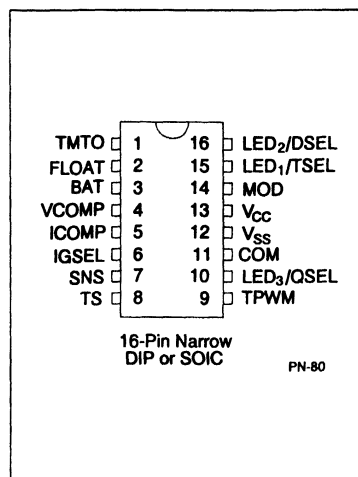 TMTO 1 16 LED₂/DSEL
FLOAT 2 15 LED₁/TSEL
BAT 3 14 MOD
VCOMP 4 13 VCC
ICOMP 5 12 VSS
IGSEL 6 11 COM
SNS 7 10 LED₃/QSEL
TS 8 9 TPWM
16-Pin Narrow
DIP or SOIC
PN-80